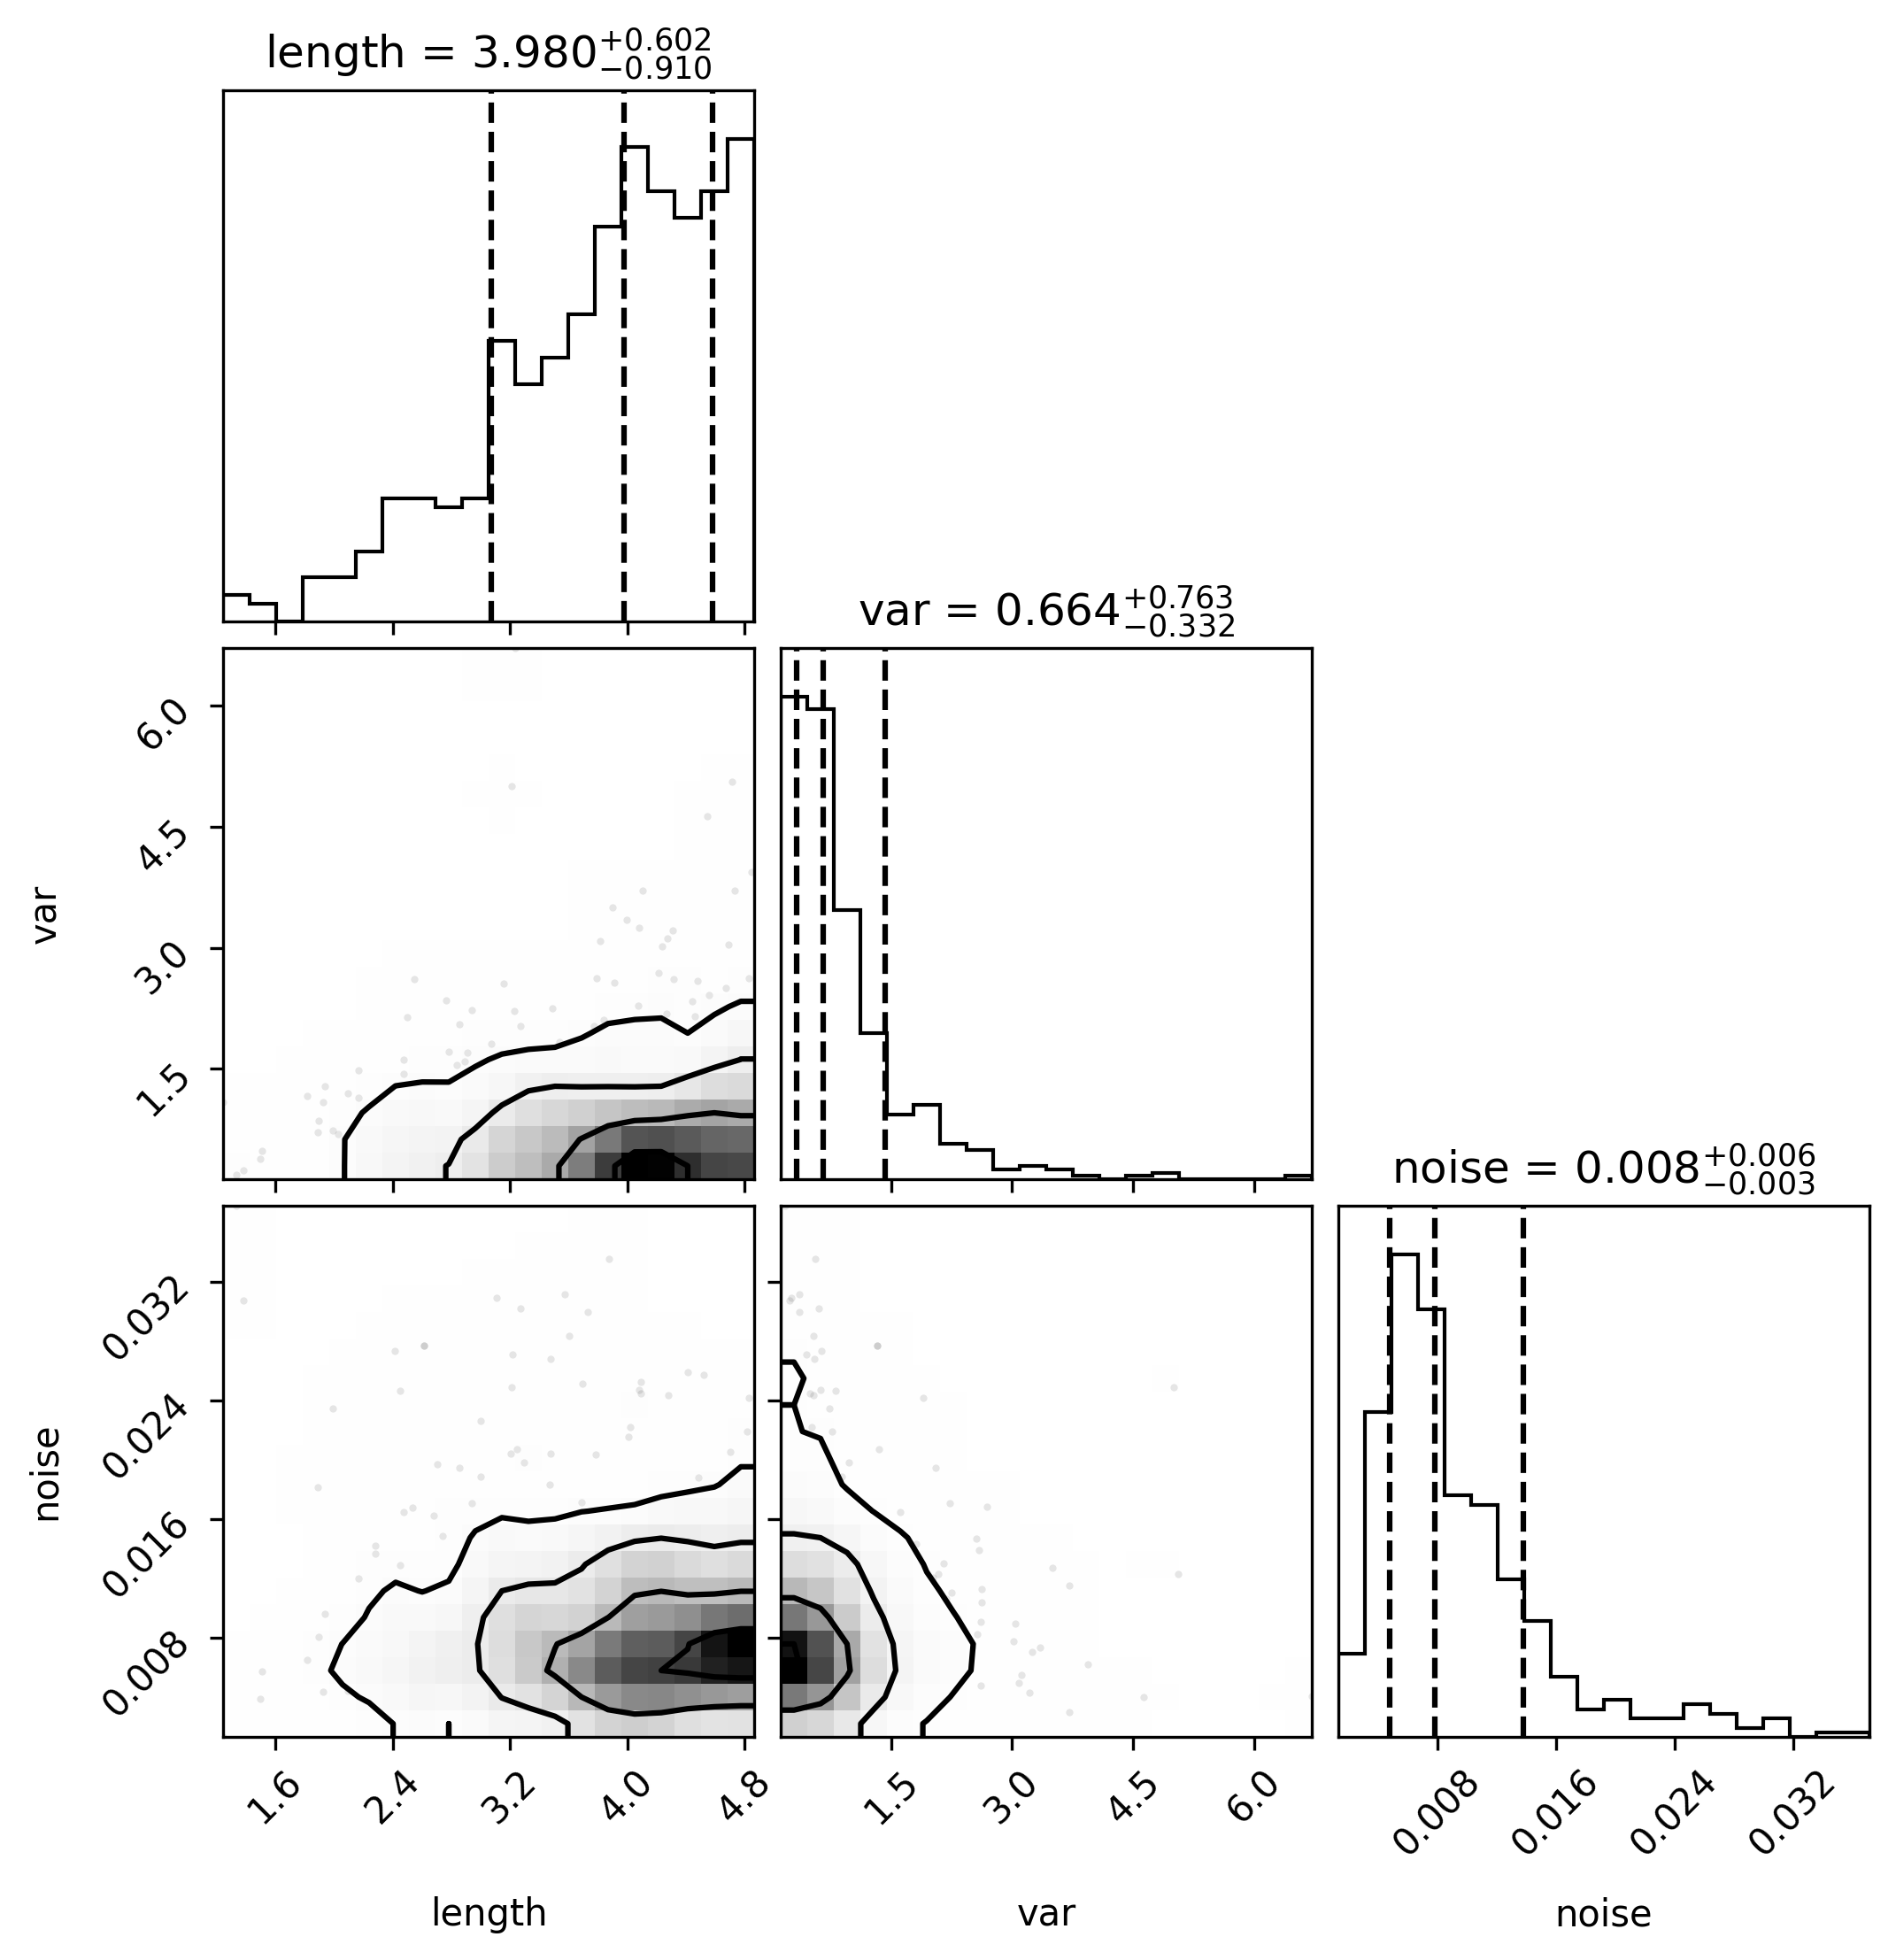 length = 3.980+0.602 −0.910
var = 0.664+0.763 −0.332
6.0
4.5
3.0
1.5
var
noise = 0.008+0.006 −0.003
0.032
0.024
0.016
0.008
noise
1.6 2.4 3.2 4.0 4.8 1.5 3.0 4.5 6.0 0.008 0.016 0.024 0.032
length var noise